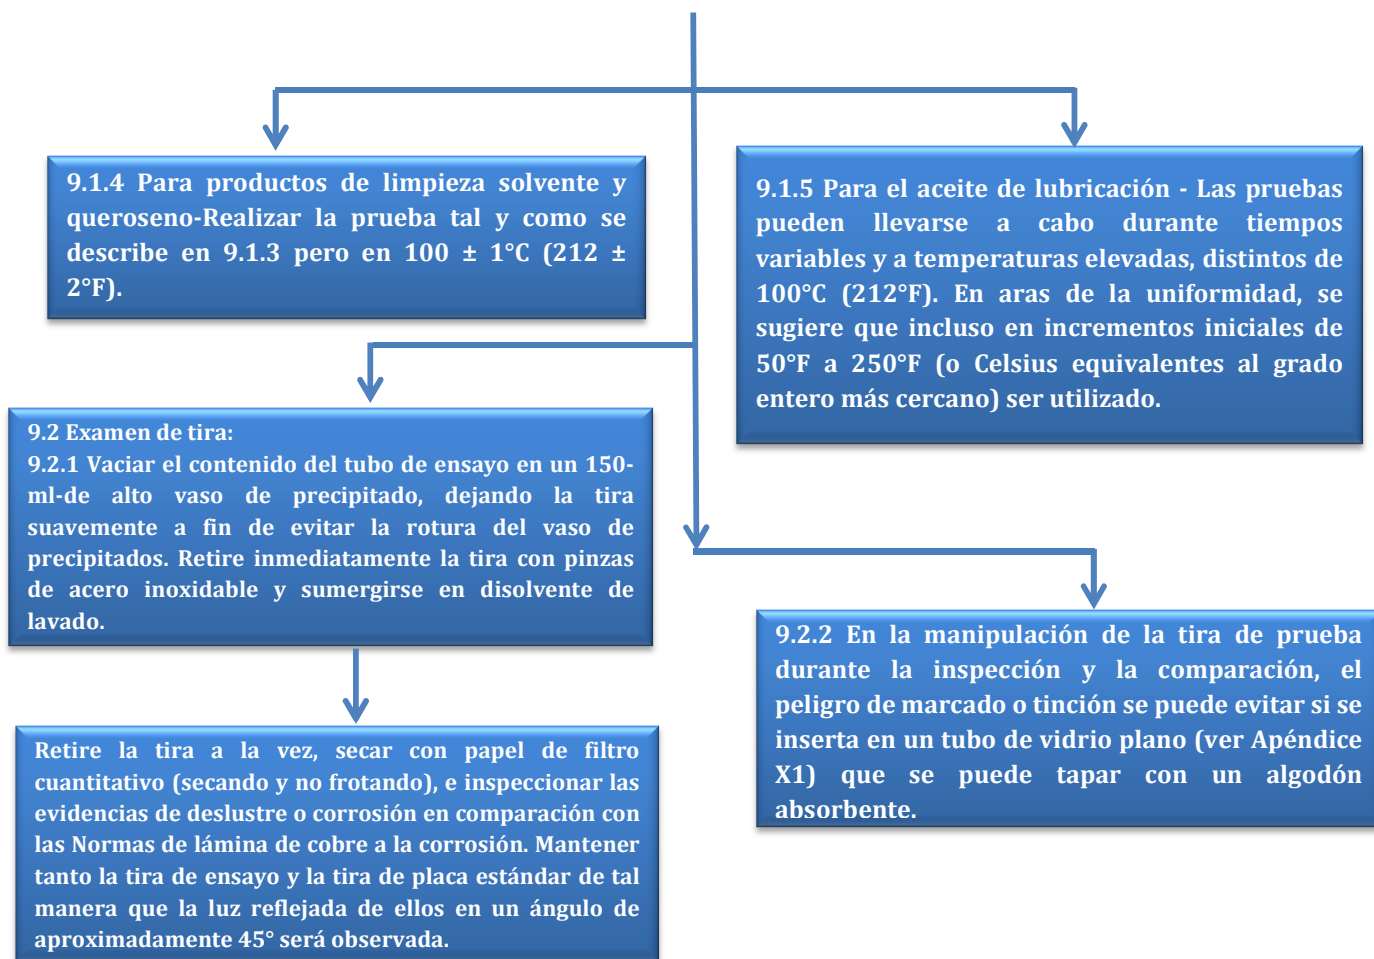 9.1.4 Para productos de limpieza solvente y
queroseno-Realizar la prueba tal y como se
describe en 9.1.3 pero en 100 ± 1°C (212 ±
2°F).
9.1.5 Para el aceite de lubricación - Las pruebas
pueden llevarse a cabo durante tiempos
variables y a temperaturas elevadas, distintos de
100°C (212°F). En aras de la uniformidad, se
sugiere que incluso en incrementos iniciales de
50°F a 250°F (o Celsius equivalentes al grado
entero más cercano) ser utilizado.
9.2 Examen de tira:
9.2.1 Vaciar el contenido del tubo de ensayo en un 150-
ml-de alto vaso de precipitado, dejando la tira
suavemente a fin de evitar la rotura del vaso de
precipitados. Retire inmediatamente la tira con pinzas
de acero inoxidable y sumergirse en disolvente de
lavado.
9.2.2 En la manipulación de la tira de prueba
durante la inspección y la comparación, el
peligro de marcado o tinción se puede evitar si se
inserta en un tubo de vidrio plano (ver Apéndice
X1) que se puede tapar con un algodón
absorbente.
Retire la tira a la vez, secar con papel de filtro
cuantitativo (secando y no frotando), e inspeccionar las
evidencias de deslustre o corrosión en comparación con
las Normas de lámina de cobre a la corrosión. Mantener
tanto la tira de ensayo y la tira de placa estándar de tal
manera que la luz reflejada de ellos en un ángulo de
aproximadamente 45° será observada.